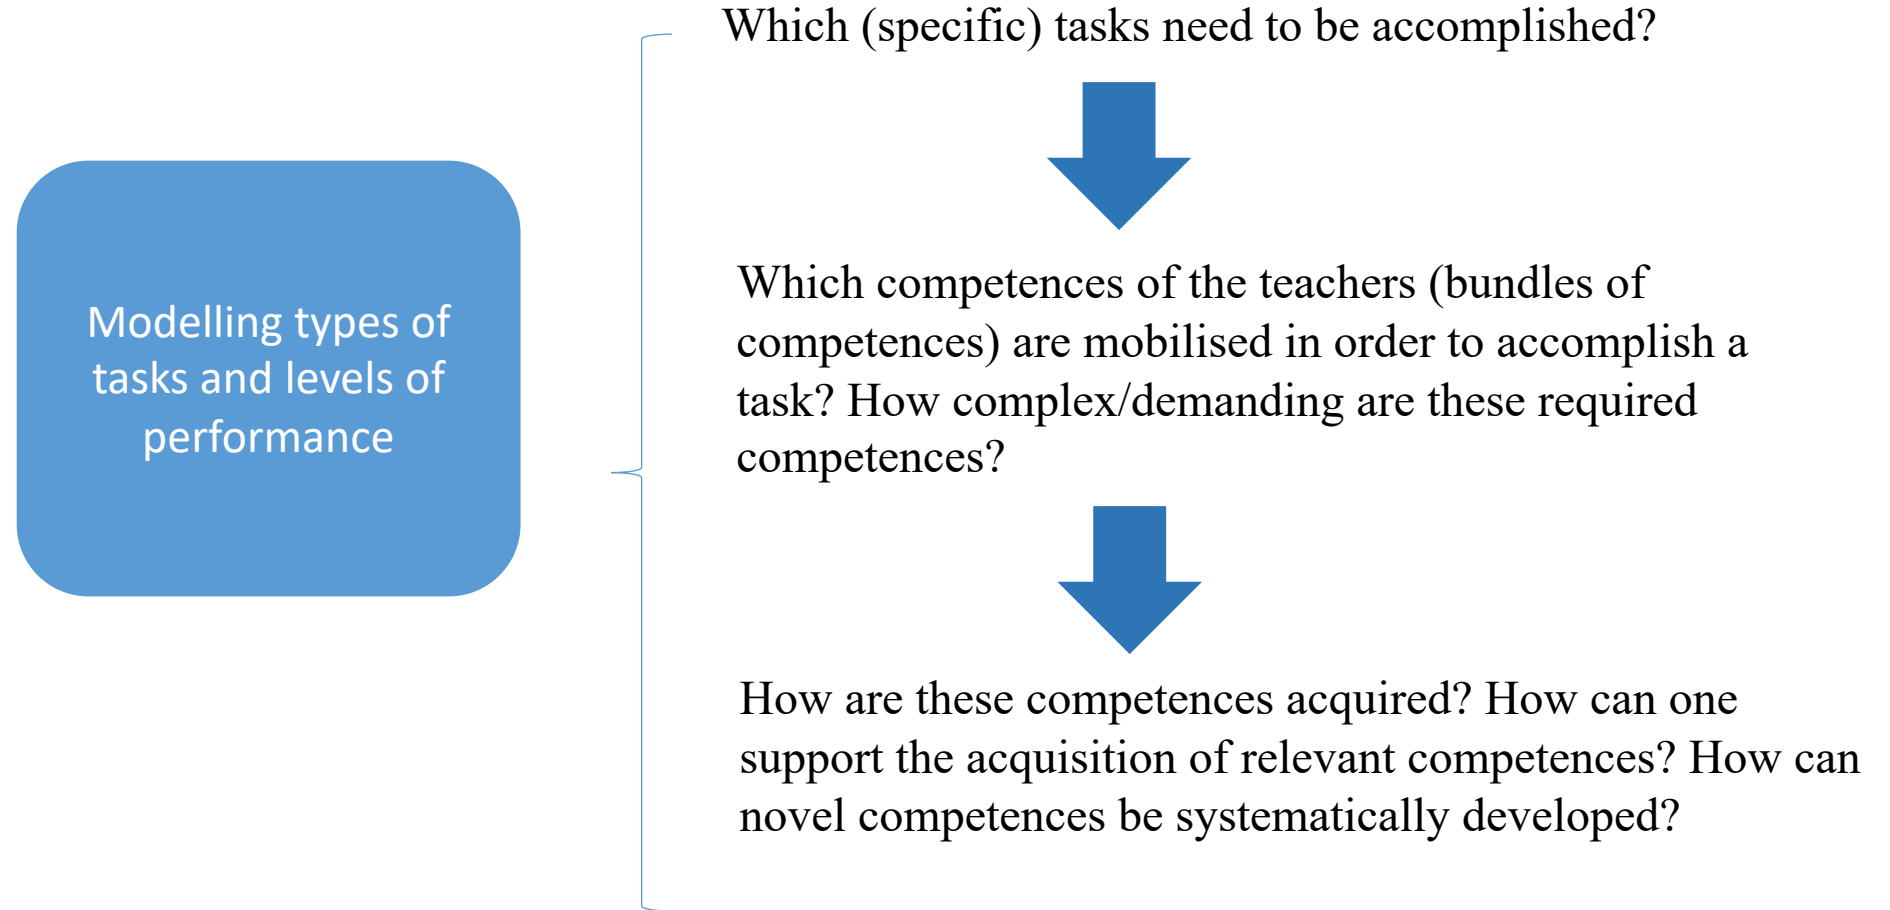 Which (specific) tasks need to be accomplished?
Modelling types of
tasks and levels of
performance
Which competences of the teachers (bundles of
competences) are mobilised in order to accomplish a
task? How complex/demanding are these required
competences?
How are these competences acquired? How can one
support the acquisition of relevant competences? How can
novel competences be systematically developed?